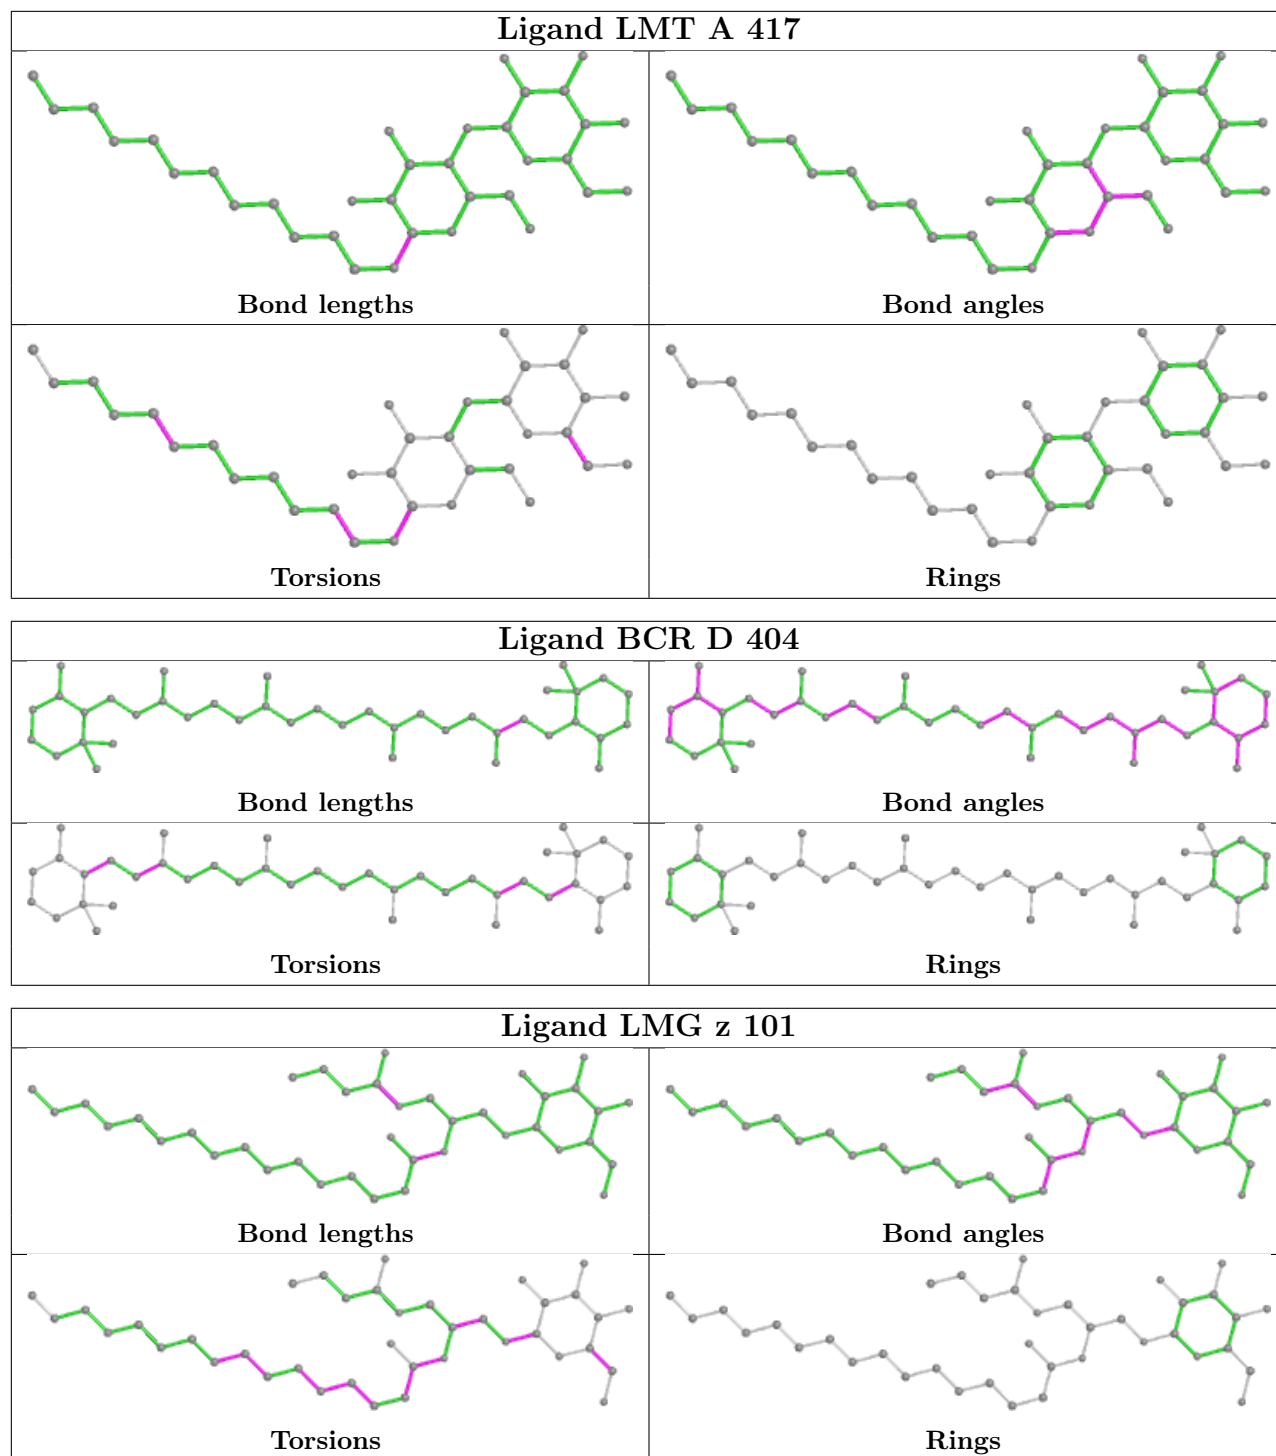 Ligand LMT A 417
Bond lengths
Bond angles
Torsions
Rings
Ligand BCR D 404
Bond lengths
Bond angles
Torsions
Rings
Ligand LMG z 101
Bond lengths
Bond angles
Torsions
Rings